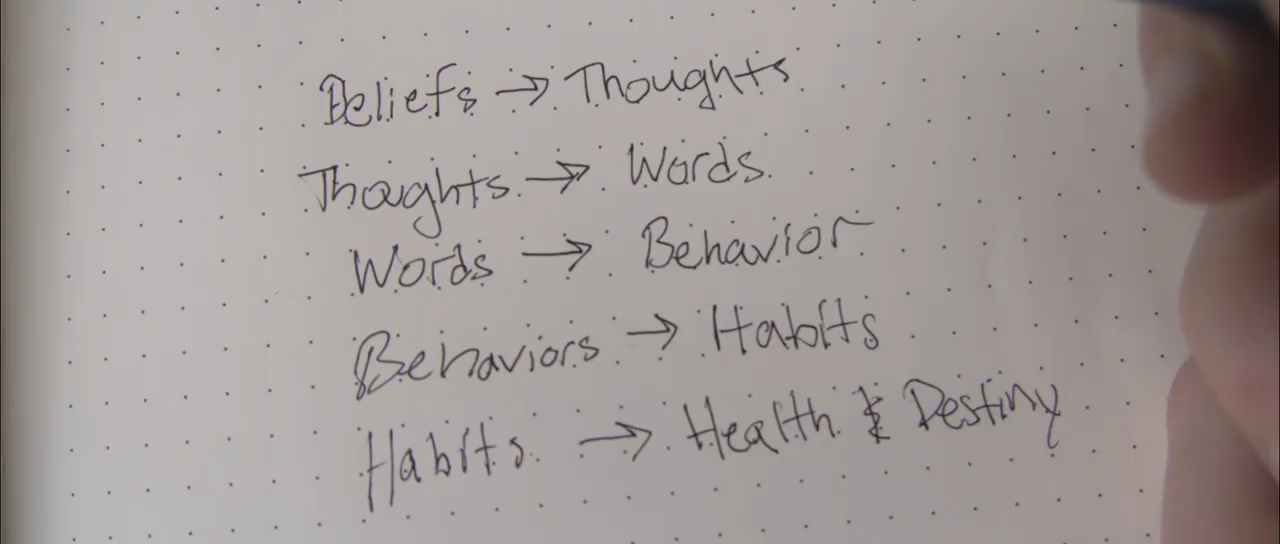 Beliefs → Thoughts
Thoughts → Words
Words → Behavior
Behaviors → Habits
Habits → Health & Destiny